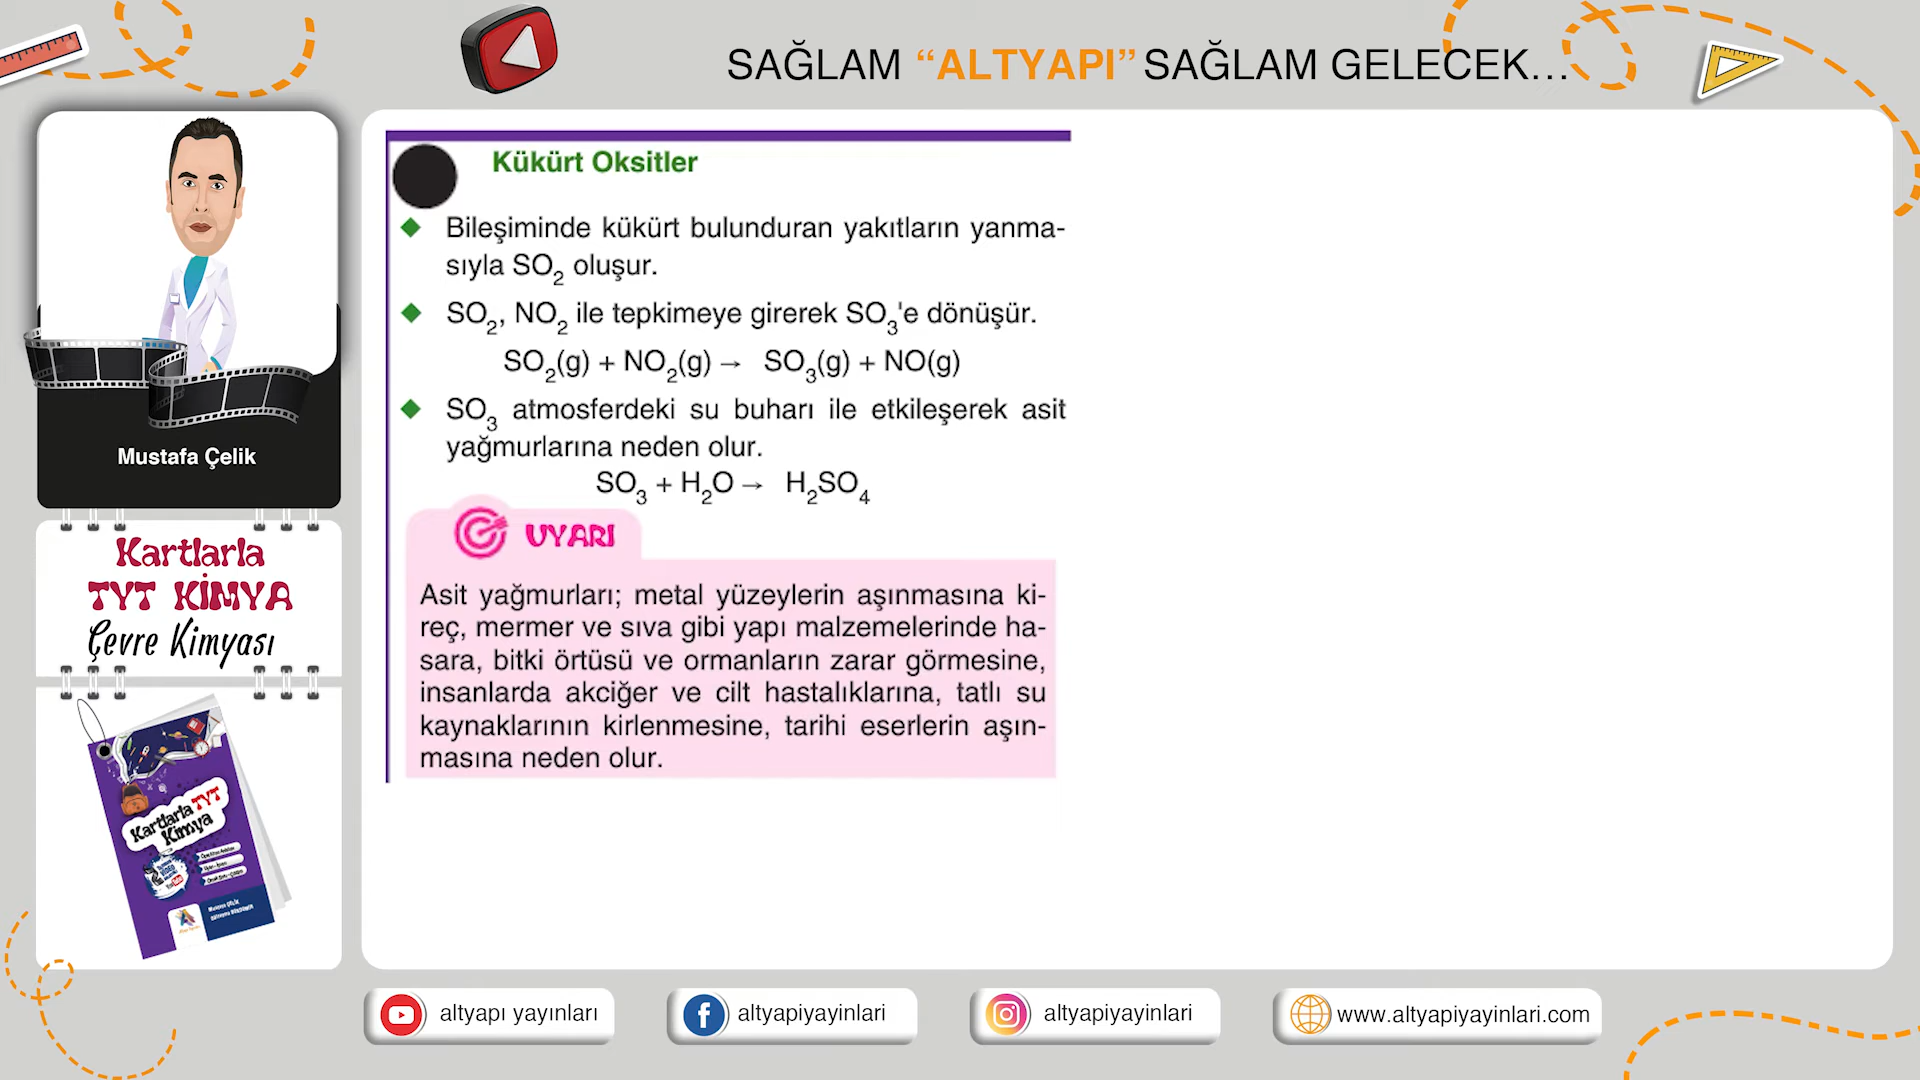 SAĞLAM “ALTYAPI” SAĞLAM GELECEK...
Mustafa Çelik
Kartlarla
TYT KİMYA
Çevre Kimyası
Kartlarla TYT
Kimya
Kükürt Oksitler
Bileşiminde kükürt bulunduran yakıtların yanma-
sıyla SO₂ oluşur.
SO₂, NO₂ ile tepkimeye girerek SO₃'e dönüşür.
SO₂(g) + NO₂(g) → SO₃(g) + NO(g)
SO₃ atmosferdeki su buharı ile etkileşerek asit
yağmurlarına neden olur.
SO₃ + H₂O → H₂SO₄
UYARI
Asit yağmurları; metal yüzeylerin aşınmasına ki-
reç, mermer ve sıva gibi yapı malzemelerinde ha-
sara, bitki örtüsü ve ormanların zarar görmesine,
insanlarda akciğer ve cilt hastalıklarına, tatlı su
kaynaklarının kirlenmesine, tarihi eserlerin aşın-
masına neden olur.
altyapı yayınları
altyapiyayinlari
altyapiyayinlari
www.altyapiyayinlari.com